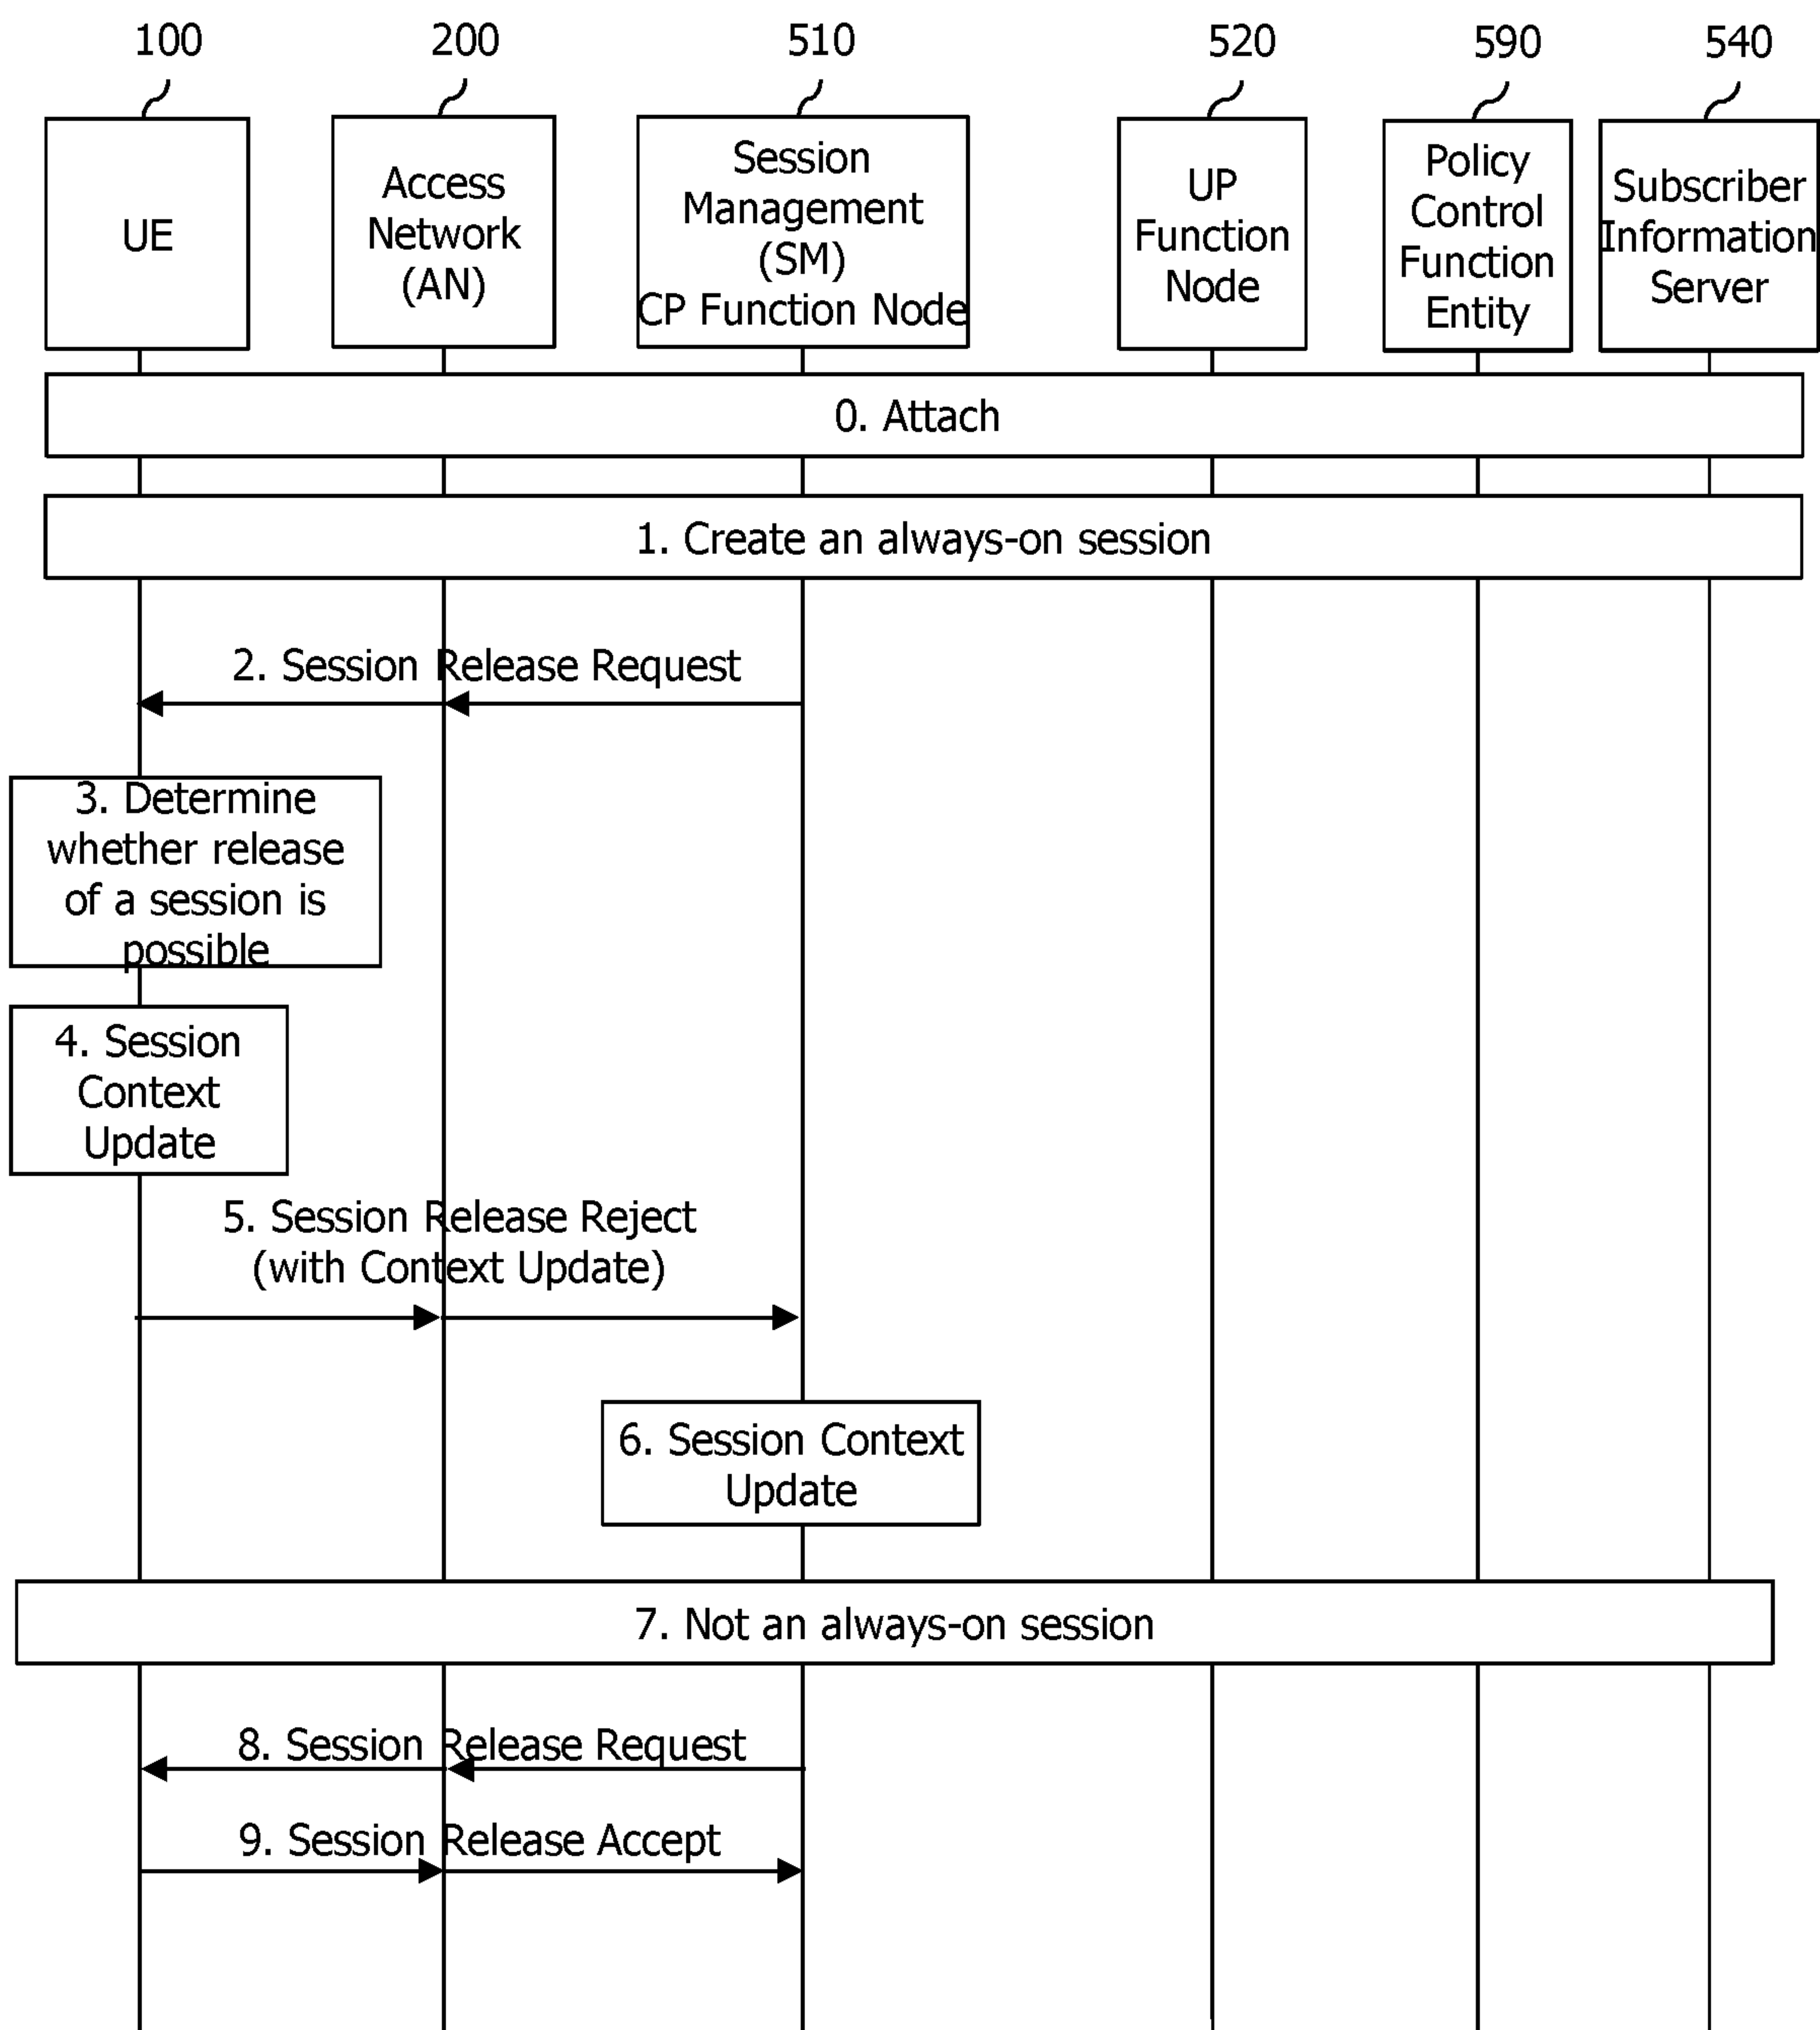 100
200
510
520
590
540
UE
Access
Network
(AN)
Session
Management
(SM)
CP Function Node
UP
Function
Node
Policy
Control
Function
Entity
Subscriber
Information
Server
0. Attach
1. Create an always-on session
2. Session Release Request
3. Determine
whether release
of a session is
possible
4. Session
Context
Update
5. Session Release Reject
(with Context Update)
6. Session Context
Update
7. Not an always-on session
8. Session Release Request
9. Session Release Accept